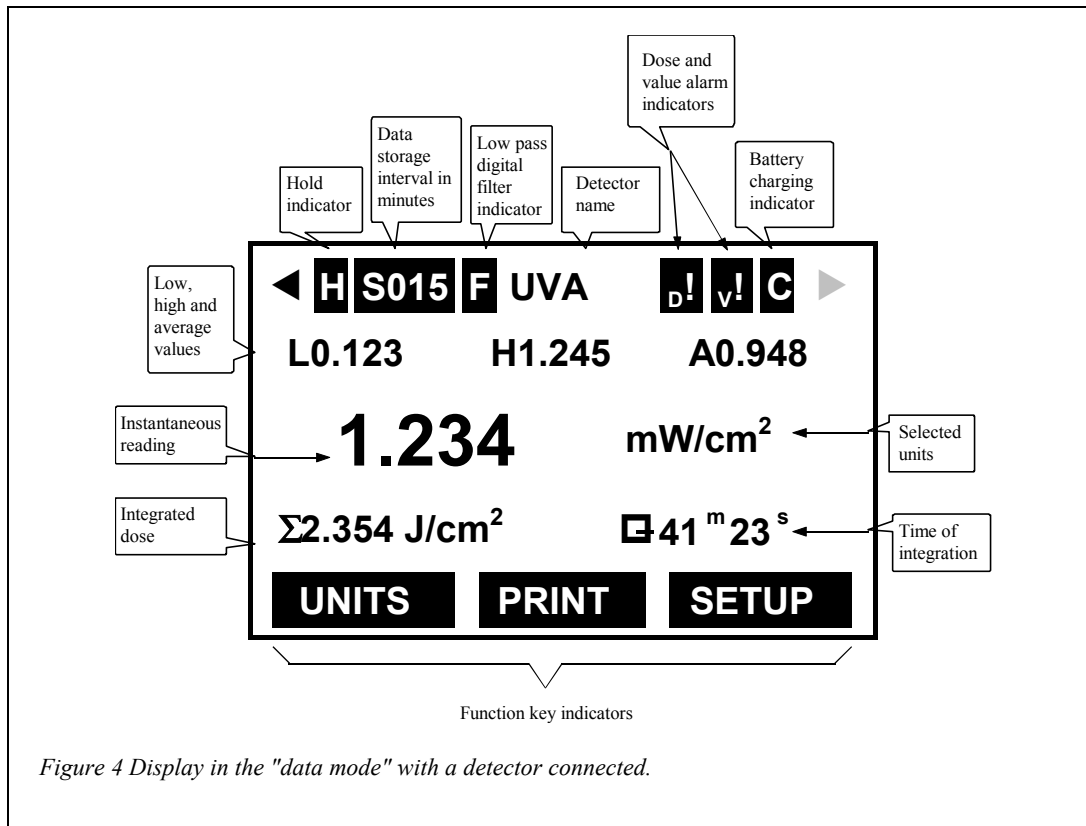 Dose and
value alarm
indicators
Data
storage
interval in
minutes
Low pass
digital
filter
indicator
Battery
charging
indicator
Hold
indicator
Detector
name
Low,
high and
average
values
H S015 F UVA D! V! C
L0.123 H1.245 A0.948
Instantaneous
reading
1.234 mW/cm²
Selected
units
Integrated
dose
Σ2.354 J/cm² 41 m 23 s
Time of
integration
UNITS PRINT SETUP
Function key indicators
Figure 4 Display in the "data mode" with a detector connected.